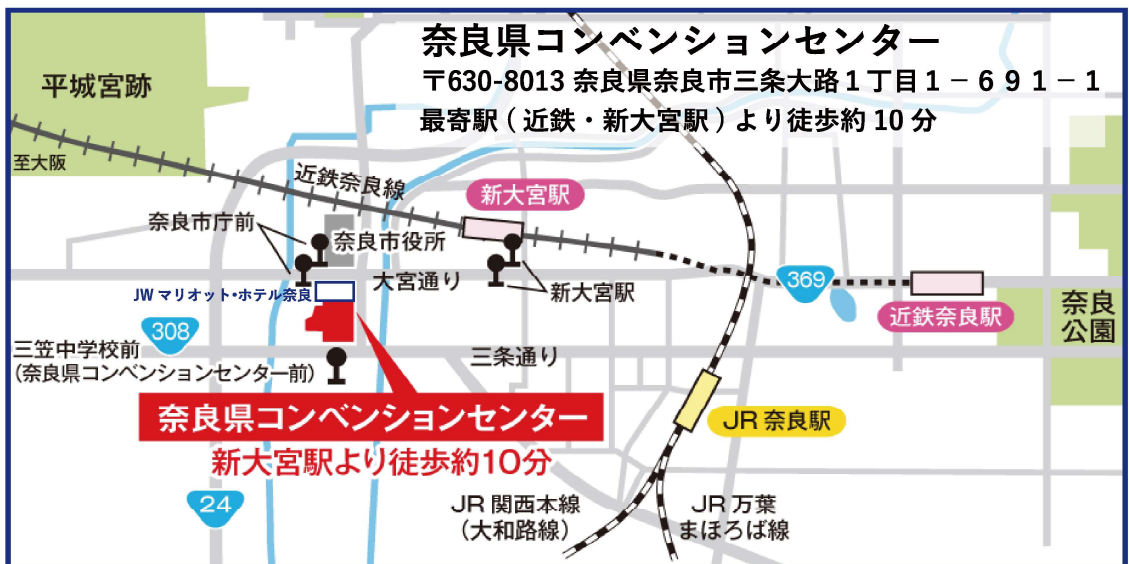 奈良県コンベンションセンター
〒630-8013 奈良県奈良市三条大路１丁目１－６９１－１
最寄駅 ( 近鉄・新大宮駅 ) より徒歩約 10 分
平城宮跡
至大阪
近鉄奈良線
新大宮駅
奈良市庁前
奈良市役所
大宮通り
新大宮駅
369
近鉄奈良駅
奈良
公園
JWマリオット・ホテル奈良
308
三笠中学校前
（奈良県コンベンションセンター前）
三条通り
奈良県コンベンションセンター
新大宮駅より徒歩約10分
JR 奈良駅
24
JR 関西本線
（大和路線）
JR 万葉
まほろば線